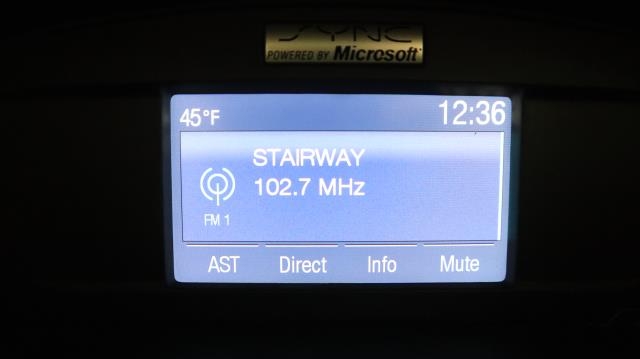 SYNC
POWERED BY Microsoft
45°F 12:36
STAIRWAY
102.7 MHz
FM 1
AST Direct Info Mute